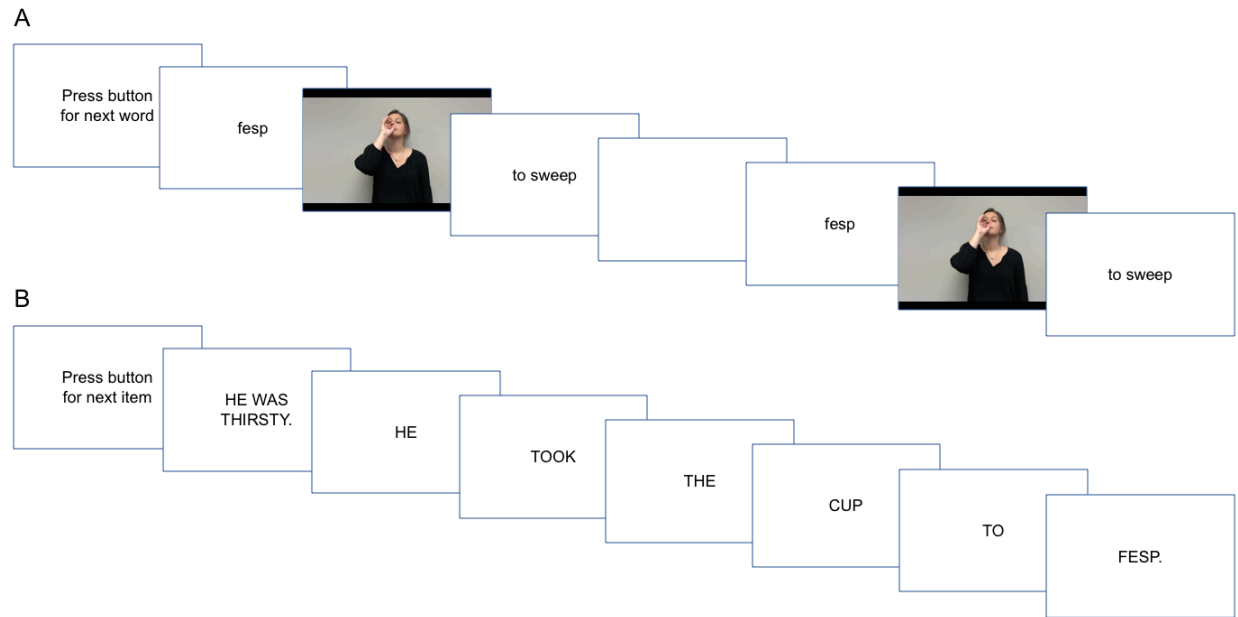 A
Press button
for next word
fesp
to sweep
fesp
to sweep
B
Press button
for next item
HE WAS
THIRSTY.
HE
TOOK
THE
CUP
TO
FESP.